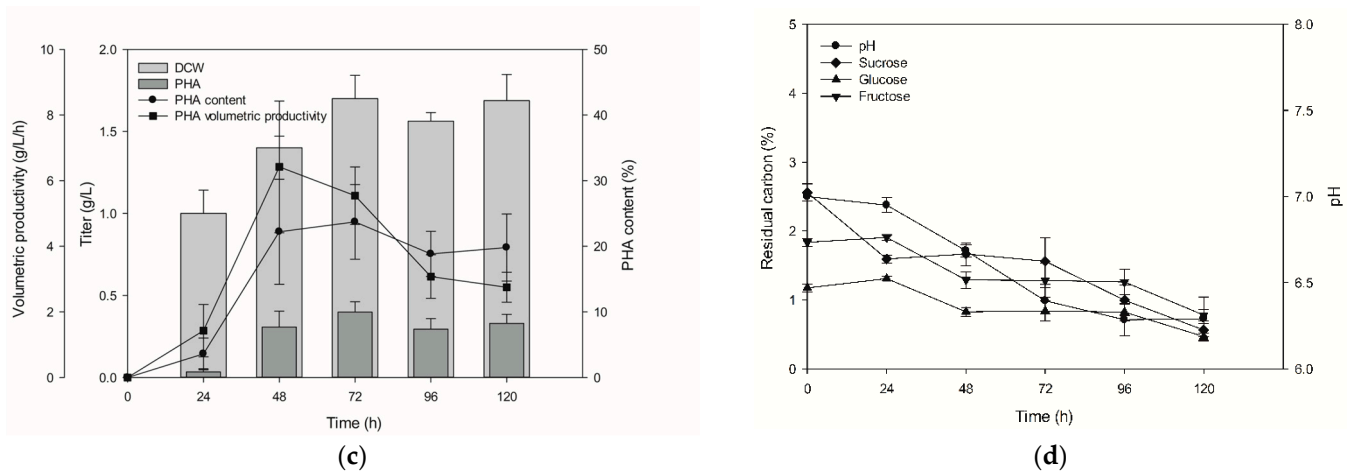 10
8
6
4
2
0
Volumetric productivity (g/L/h)
2.0
1.5
1.0
0.5
0.0
Titer (g/L)
DCW
PHA
PHA content
PHA volumetric productivity
50
40
30
20
10
0
PHA content (%)
0 24 48 72 96 120
Time (h)
(c)
5
4
3
2
1
0
Residual carbon (%)
pH
Sucrose
Glucose
Fructose
8.0
7.5
7.0
6.5
6.0
pH
0 24 48 72 96 120
Time (h)
(d)